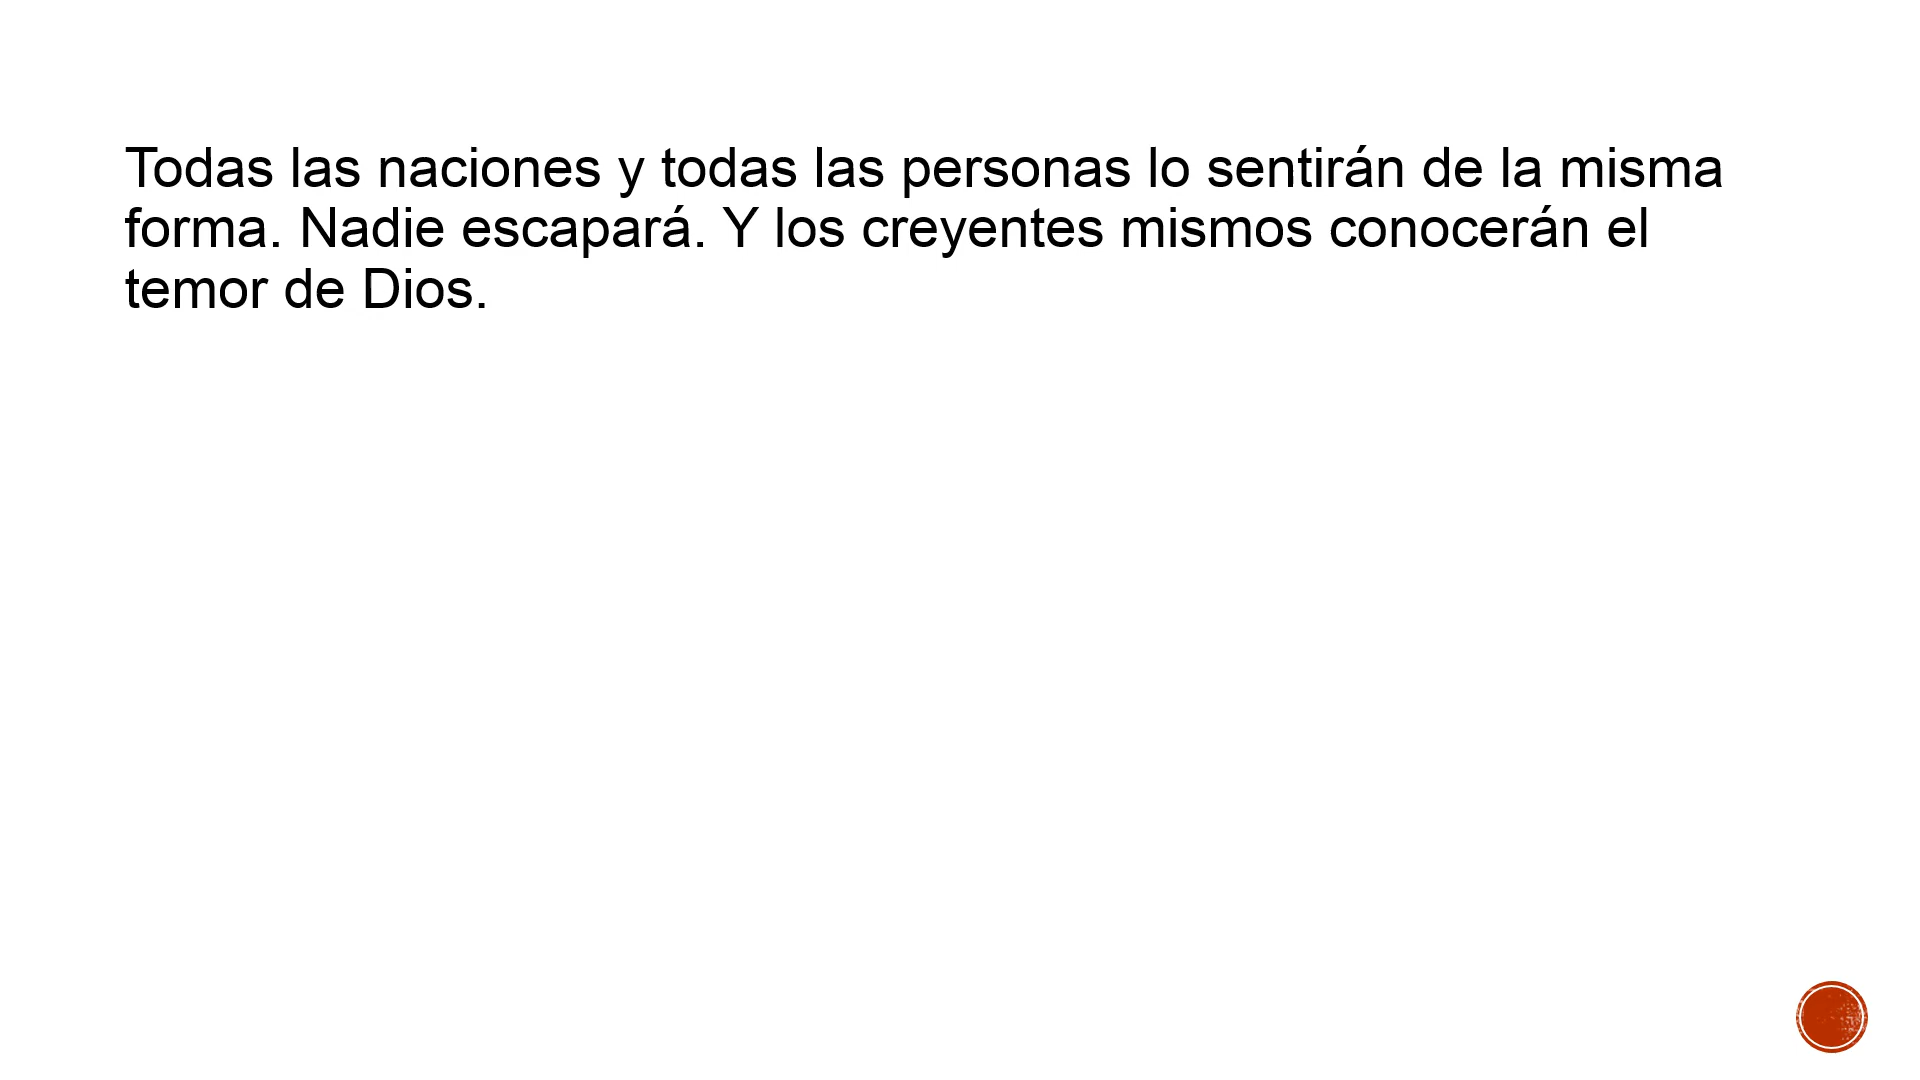 Todas las naciones y todas las personas lo sentirán de la misma
forma. Nadie escapará. Y los creyentes mismos conocerán el
temor de Dios.